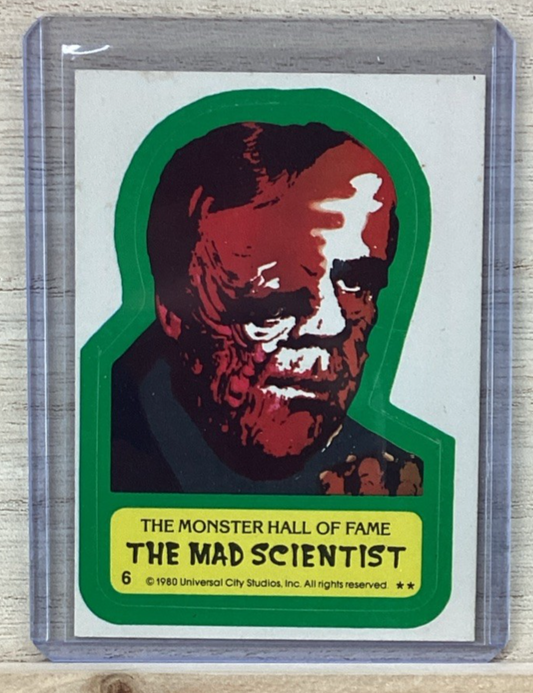 THE MONSTER HALL OF FAME
THE MAD SCIENTIST
6 © 1980 Universal City Studios, Inc. All rights reserved. **